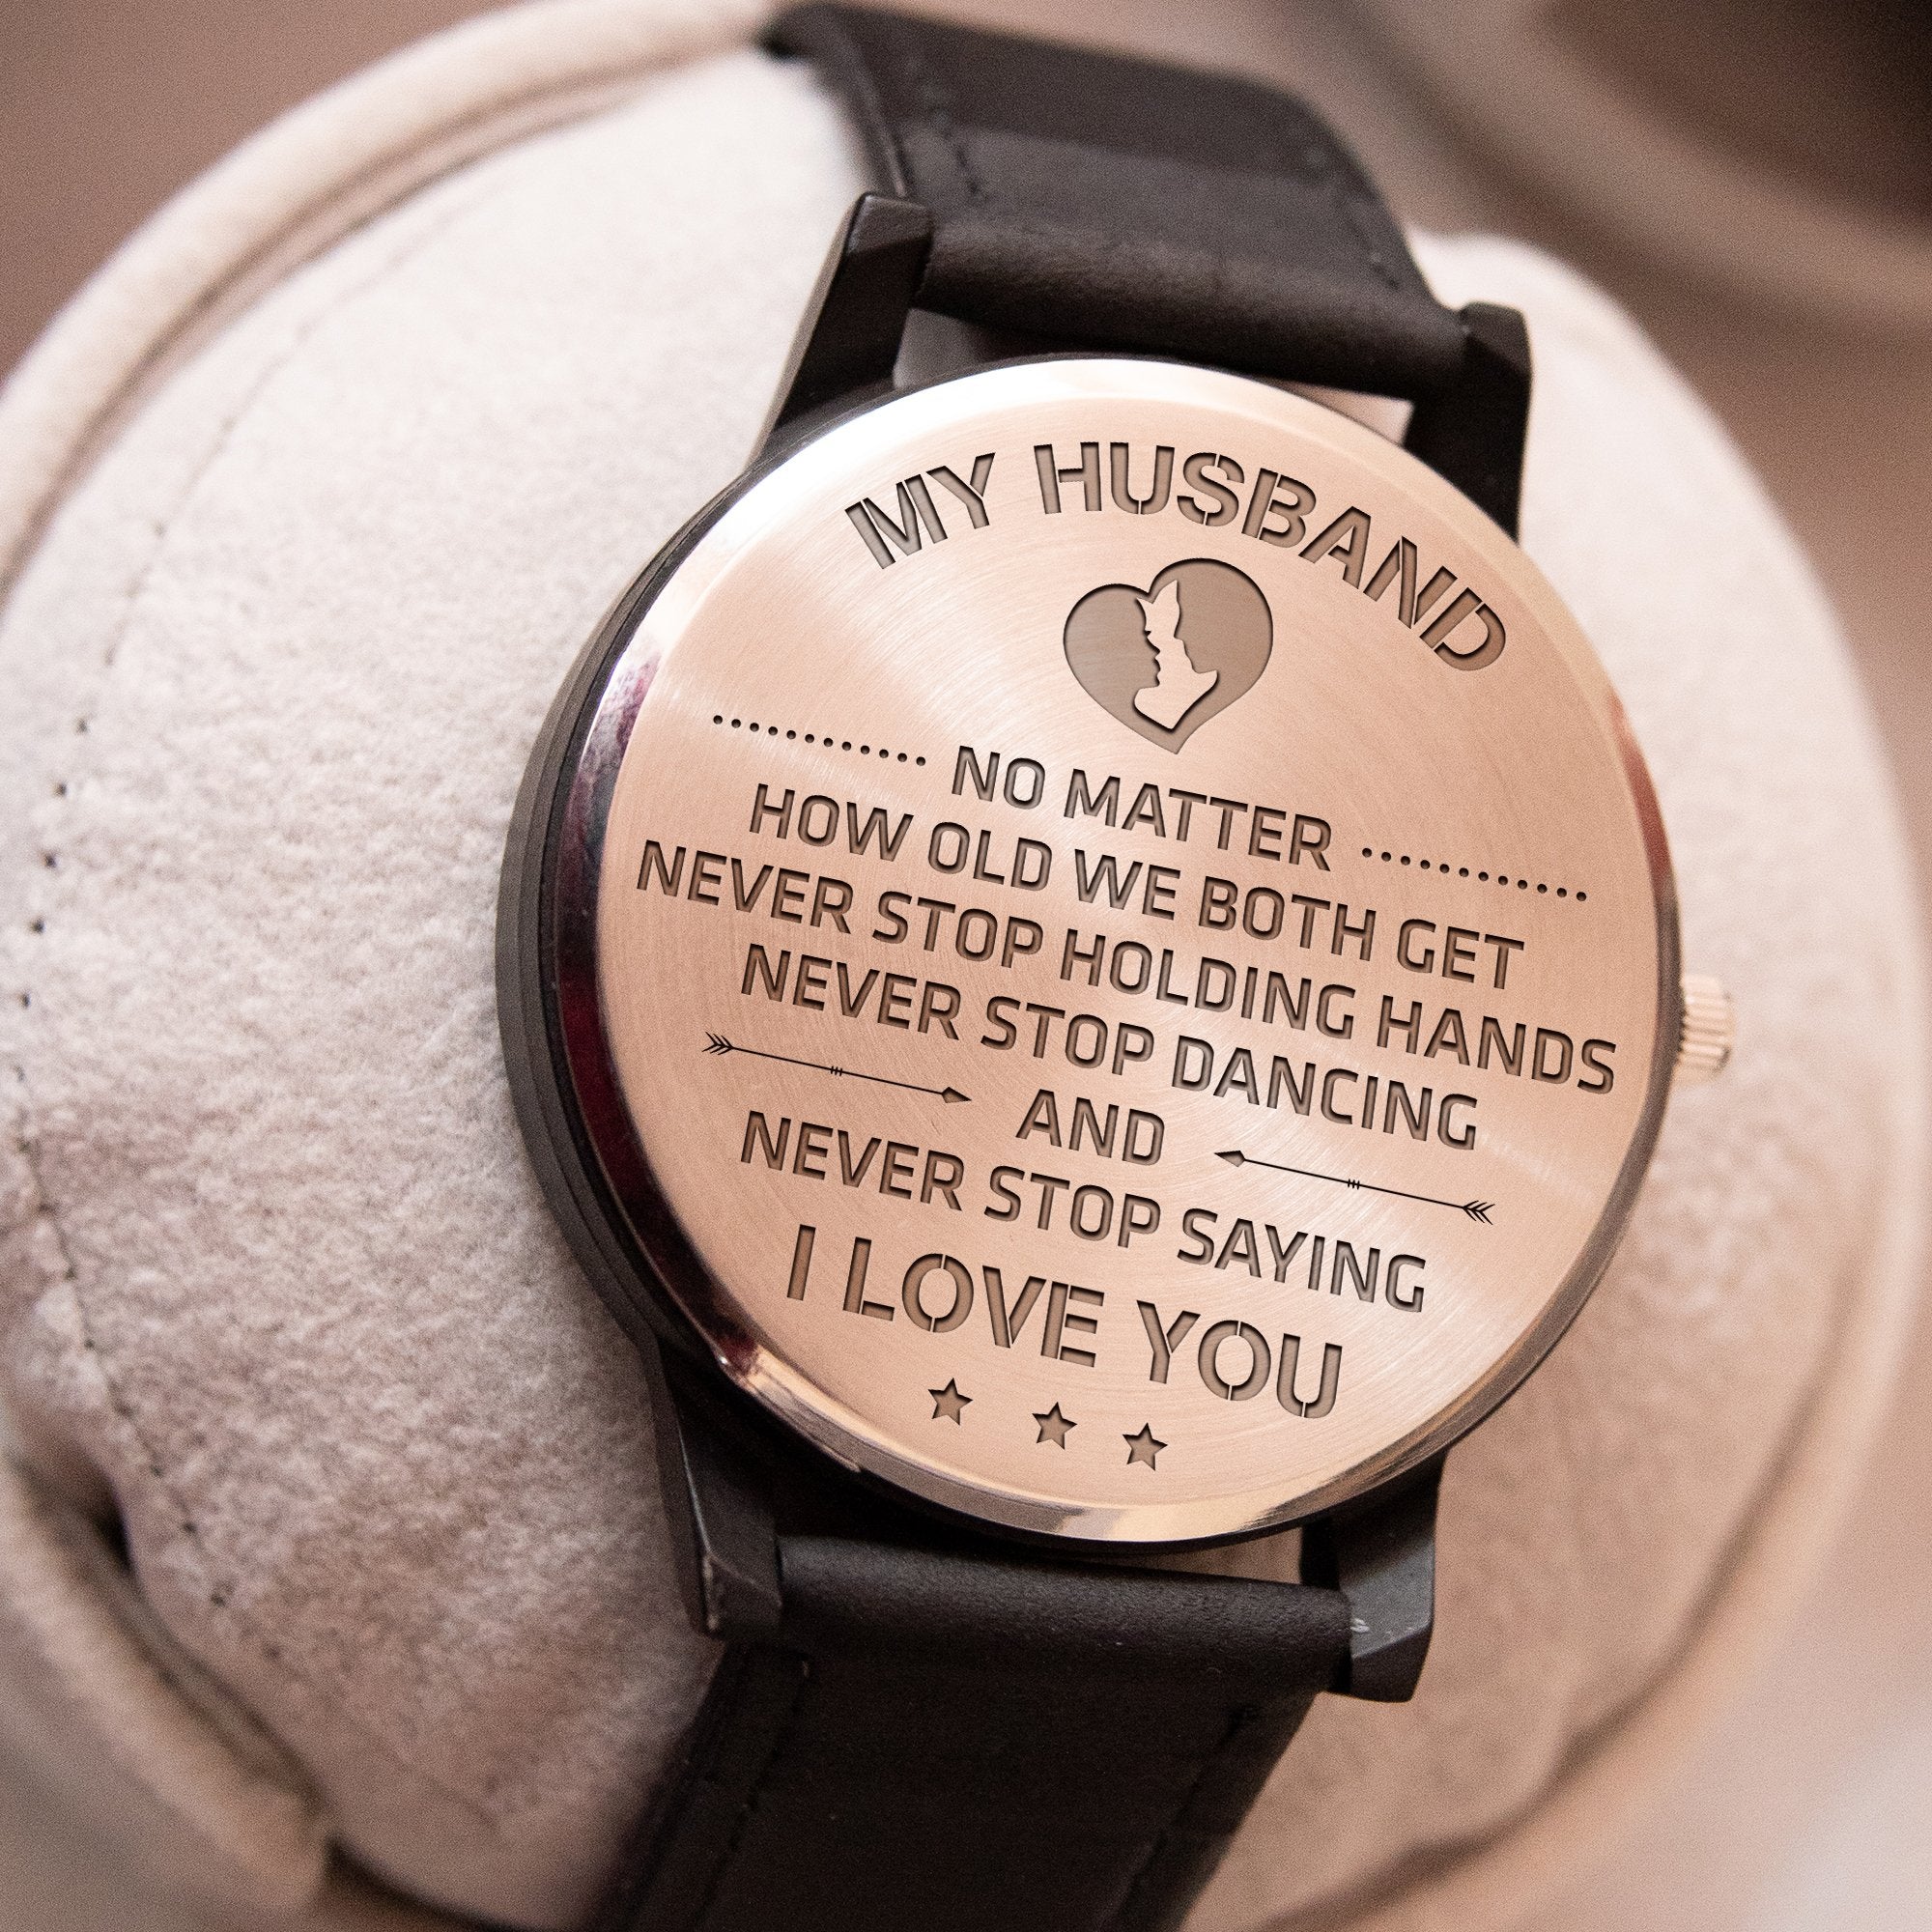 MY HUSBAND
NO MATTER
HOW OLD WE BOTH GET
NEVER STOP HOLDING HANDS
NEVER STOP DANCING
AND
NEVER STOP SAYING
I LOVE YOU